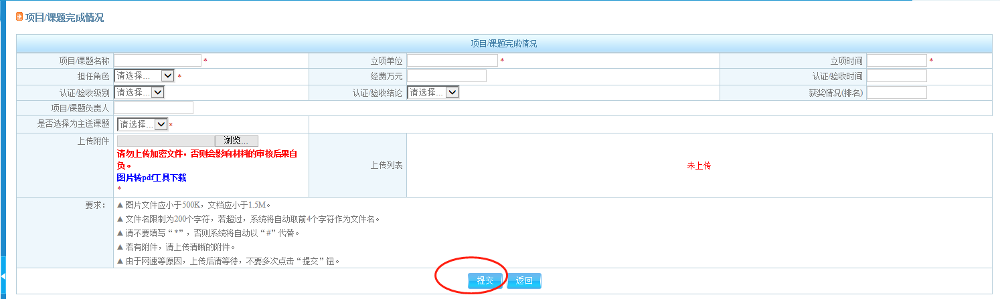 项目/课题完成情况
项目/课题完成情况
项目/课题名称 * 立项单位 * 立项时间 *
担任角色 请选择... * 经费万元 认证/验收时间
认证/验收级别 请选择... 认证/验收结论 请选择... 获奖情况(排名)
项目/课题负责人
是否选择为主送课题 请选择... *
上传附件 浏览...
请勿上传加密文件，否则会影响材料的审核后果自
负。
上传列表 未上传
图片转pdf工具下载
*
要求： ▲ 图片文件应小于500K，文档应小于1.5M。
▲ 文件名限制为200个字符，若超过，系统将自动取前4个字符作为文件名。
▲ 请不要填写“*”，否则系统将自动以“#”代替。
▲ 若有附件，请上传清晰的附件。
▲ 由于网速等原因，上传后请等待，不要多次点击“提交”钮。
提交 返回